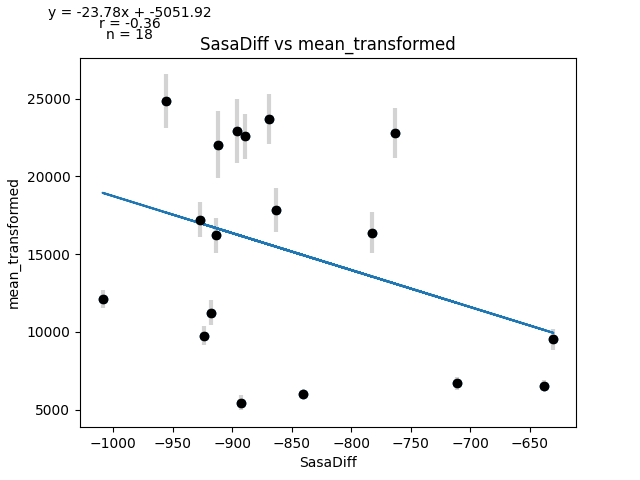 y = -23.78x + -5051.92
r = -0.36
n = 18
SasaDiff vs mean_transformed
mean_transformed
25000
20000
15000
10000
5000
−1000
−950
−900
−850
−800
−750
−700
−650
SasaDiff